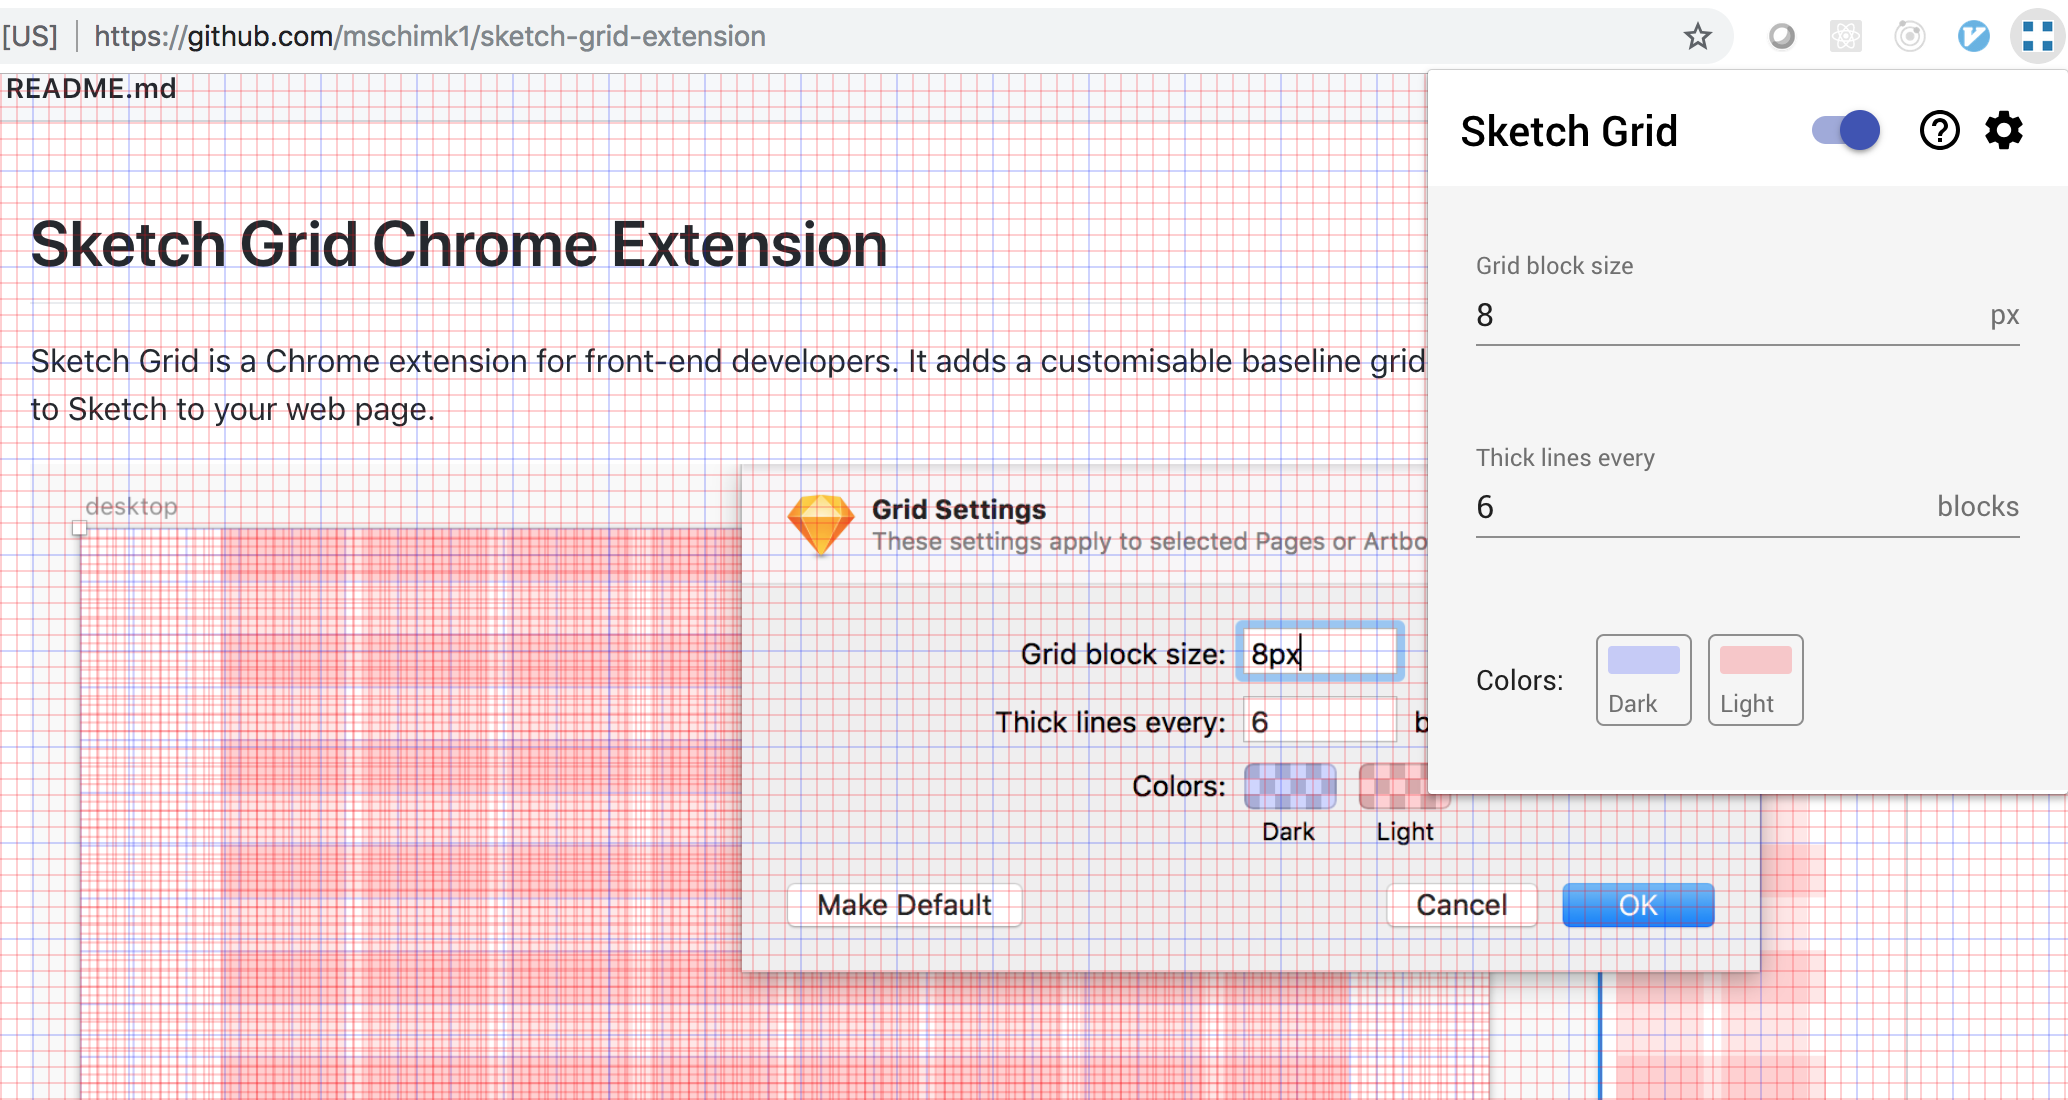 [US] https://github.com/mschimk1/sketch-grid-extension
README.md
Sketch Grid Chrome Extension
Sketch Grid is a Chrome extension for front-end developers. It adds a customisable baseline grid
to Sketch to your web page.
desktop
Grid Settings
These settings apply to selected Pages or Artbo
Grid block size: 8px
Thick lines every: 6 b
Colors:
Dark Light
Make Default Cancel OK
Sketch Grid
Grid block size
8 px
Thick lines every
6 blocks
Colors:
Dark Light